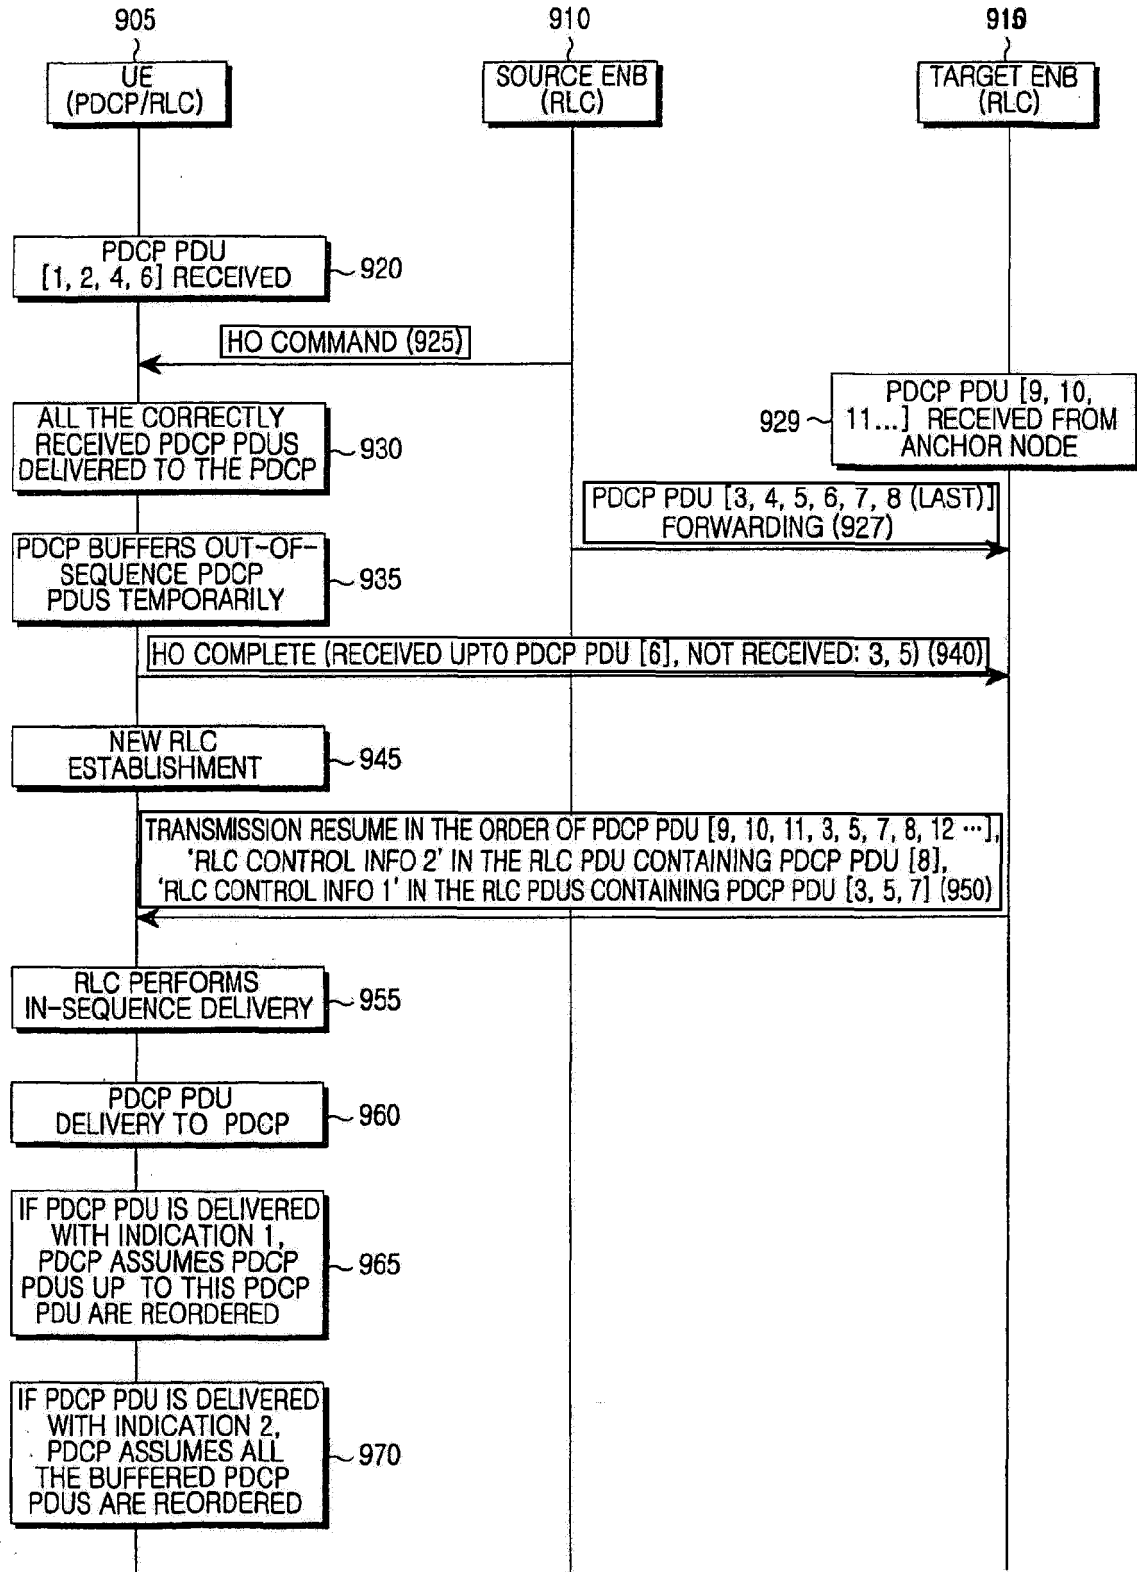 905
910
915
UE
(PDCP/RLC)
SOURCE ENB
(RLC)
TARGET ENB
(RLC)
PDCP PDU
[1, 2, 4, 6] RECEIVED
920
HO COMMAND (925)
PDCP PDU [9, 10,
11...] RECEIVED FROM
ANCHOR NODE
929
ALL THE CORRECTLY
RECEIVED PDCP PDUS
DELIVERED TO THE PDCP
930
PDCP PDU [3, 4, 5, 6, 7, 8 (LAST)]
FORWARDING (927)
PDCP BUFFERS OUT-OF-
SEQUENCE PDCP
PDUS TEMPORARILY
935
HO COMPLETE (RECEIVED UPTO PDCP PDU [6], NOT RECEIVED: 3, 5) (940)
NEW RLC
ESTABLISHMENT
945
TRANSMISSION RESUME IN THE ORDER OF PDCP PDU [9, 10, 11, 3, 5, 7, 8, 12 ···],
'RLC CONTROL INFO 2' IN THE RLC PDU CONTAINING PDCP PDU [8],
'RLC CONTROL INFO 1' IN THE RLC PDUS CONTAINING PDCP PDU [3, 5, 7] (950)
RLC PERFORMS
IN-SEQUENCE DELIVERY
955
PDCP PDU
DELIVERY TO PDCP
960
IF PDCP PDU IS DELIVERED
WITH INDICATION 1,
PDCP ASSUMES PDCP
PDUS UP TO THIS PDCP
PDU ARE REORDERED
965
IF PDCP PDU IS DELIVERED
WITH INDICATION 2,
PDCP ASSUMES ALL
THE BUFFERED PDCP
PDUS ARE REORDERED
970